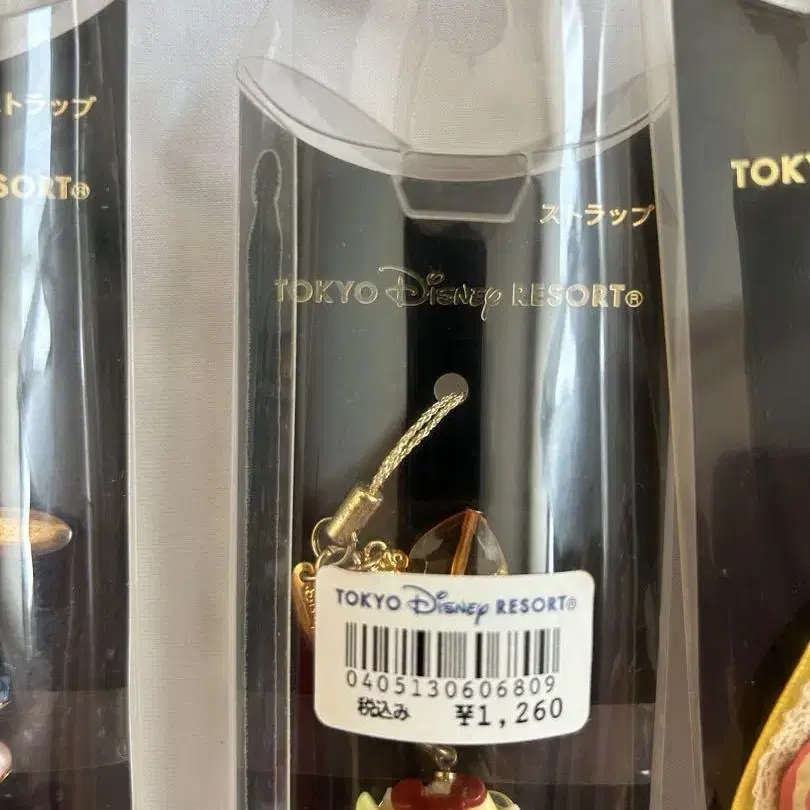 トラップ
SORT®
ストラップ
TOKYO Disney RESORT®
TOKY
TOKYO Disney RESORT®
0405130606809
税込み ¥1,260